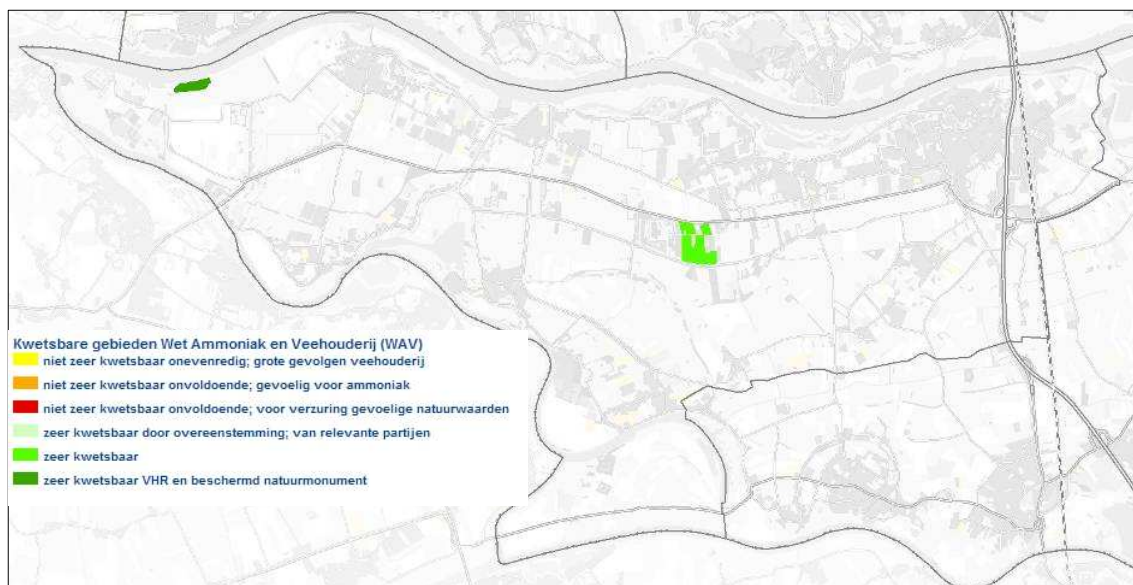 Kwetsbare gebieden Wet Ammoniak en Veehouderij (WAV)
niet zeer kwetsbaar onevenredig; grote gevolgen veehouderij
niet zeer kwetsbaar onvoldoende; gevoelig voor ammoniak
niet zeer kwetsbaar onvoldoende; voor verzuring gevoelige natuurwaarden
zeer kwetsbaar door overeenstemming; van relevante partijen
zeer kwetsbaar
zeer kwetsbaar VHR en beschermd natuurmonument